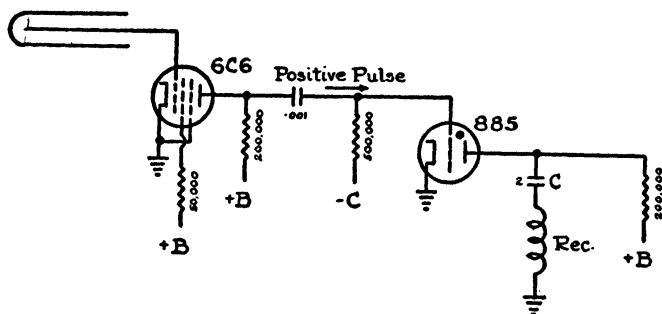 6C6
Positive Pulse
.001
885
200,000
500,000
50,000
2 C
200,000
+B
-C
Rec.
+B
+B